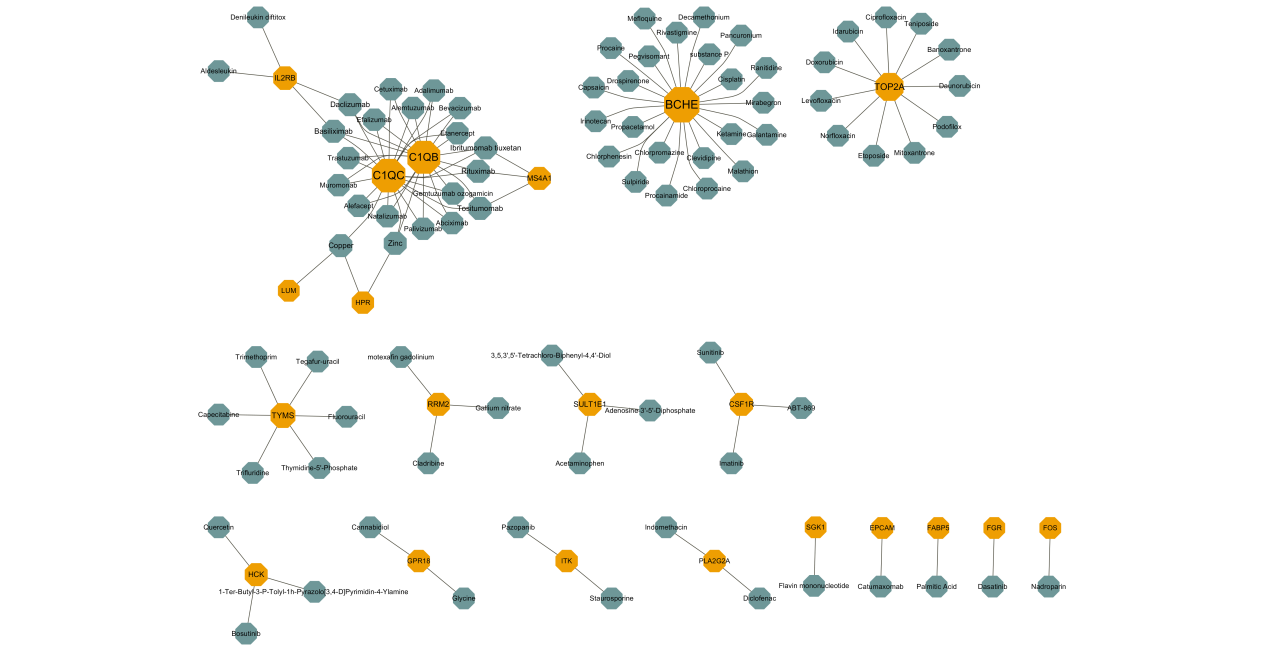 Denileukin diftitox
Aldesleukin
IL2RB
Daclizumab
Cetuximab
Adalimumab
Alemtuzumab
Bevacizumab
Efalizumab
Basiliximab
Etanercept
Ibritumomab tiuxetan
Trastuzumab
C1QB
C1QC
Rituximab
MS4A1
Muromonab
Gemtuzumab ozogamicin
Alefacept
Natalizumab
Tositumomab
Palivizumab
Abciximab
Copper
Zinc
LUM
HPR
Mefloquine
Decamethonium
Rivastigmine
Pancuronium
Procaine
Pegvisomant
substance P
Ranitidine
Drospirenone
Cisplatin
Capsaicin
BCHE
Mirabegron
Irinotecan
Propacetamol
Ketamine
Galantamine
Chlorphenesin
Chlorpromazine
Clevidipine
Malathion
Sulpiride
Procainamide
Chloroprocaine
Ciprofloxacin
Idarubicin
Teniposide
Banoxantrone
Doxorubicin
TOP2A
Daunorubicin
Levofloxacin
Podofilox
Norfloxacin
Etoposide
Mitoxantrone
Trimethoprim
Tegafur-uracil
Capecitabine
TYMS
Fluorouracil
Trifluridine
Thymidine-5'-Phosphate
motexafin gadolinium
RRM2
Gallium nitrate
Cladribine
3,5,3',5'-Tetrachloro-Biphenyl-4,4'-Diol
SULT1E1
Adenosine-3'-5'-Diphosphate
Acetaminophen
Sunitinib
CSF1R
ABT-869
Imatinib
Quercetin
HCK
1-Ter-Butyl-3-P-Tolyl-1h-Pyrazolo[3,4-D]Pyrimidin-4-Ylamine
Bosutinib
Cannabidiol
GPR18
Glycine
Pazopanib
ITK
Staurosporine
Indomethacin
PLA2G2A
Diclofenac
SGK1
Flavin mononucleotide
EPCAM
Catumaxomab
FABP5
Palmitic Acid
FGR
Dasatinib
FOS
Nadroparin